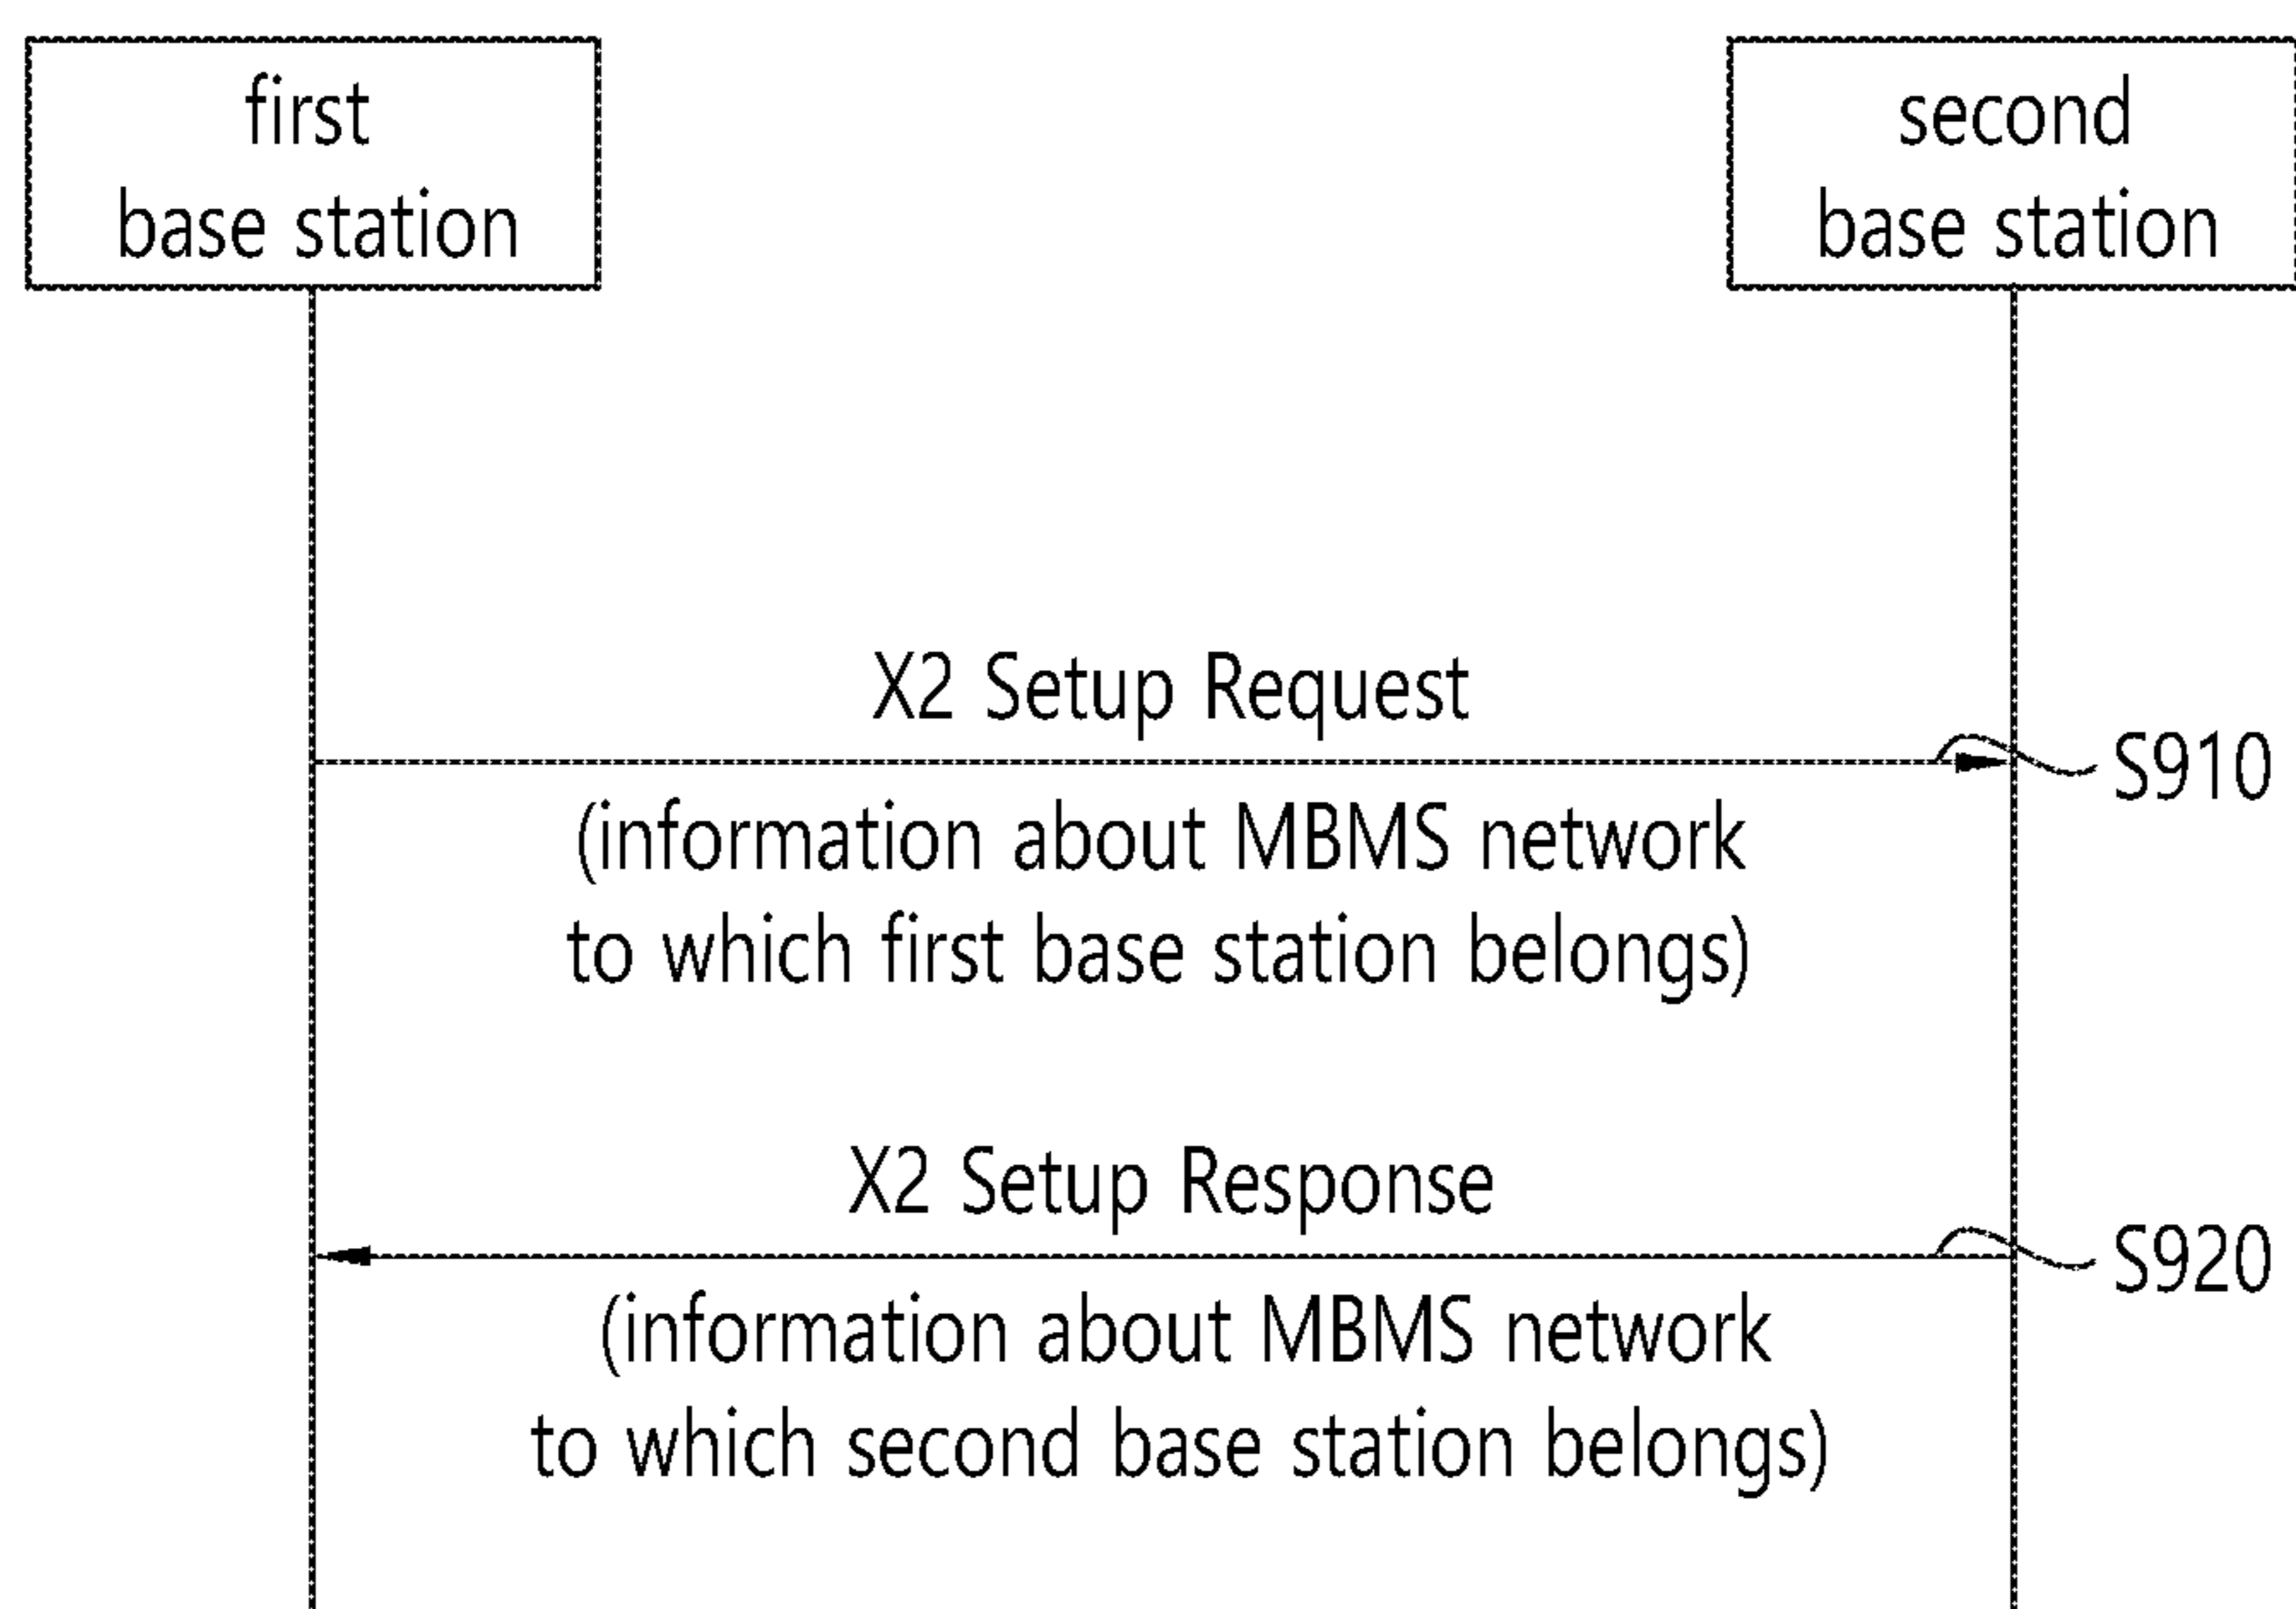 first
base station
second
base station
X2 Setup Request
S910
(information about MBMS network
to which first base station belongs)
X2 Setup Response
S920
(information about MBMS network
to which second base station belongs)